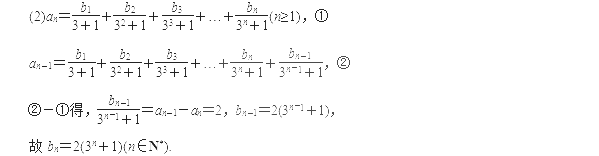 (2)aₙ=b₁/(3+1)+b₂/(3²+1)+b₃/(3³+1)+…+bₙ/(3ⁿ+1)(n≥1),①
aₙ₋₁=b₁/(3+1)+b₂/(3²+1)+b₃/(3³+1)+…+bₙ/(3ⁿ+1)+bₙ₋₁/(3ⁿ⁻¹+1),②
②-①得,bₙ₋₁/(3ⁿ⁻¹+1)=aₙ₋₁-aₙ=2,bₙ₋₁=2(3ⁿ⁻¹+1),
故 bₙ=2(3ⁿ+1)(n∈N*).